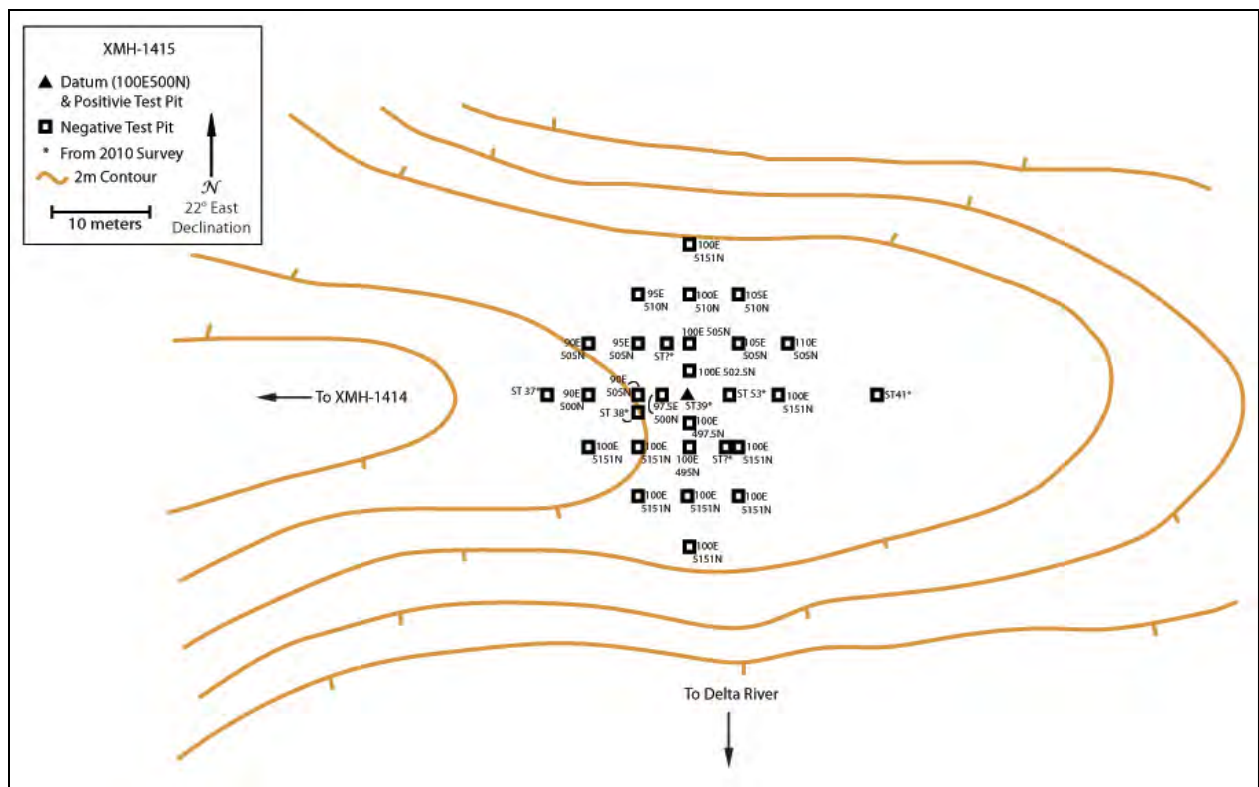 XMH-1415
Datum (100E500N)
& Positivie Test Pit
Negative Test Pit
* From 2010 Survey
2m Contour
N
22° East
Declination
10 meters
100E
5151N
95E
510N
100E
510N
105E
510N
90E
505N
95E
505N
ST?*
100E 505N
105E
505N
110E
505N
100E 502.5N
ST 37*
90E
500N
90E
505N
ST 38*
97.5E
500N
ST39*
ST 53*
100E
5151N
ST41*
100E
497.5N
100E
5151N
100E
5151N
100E
495N
ST?*
100E
5151N
100E
5151N
100E
5151N
100E
5151N
100E
5151N
To XMH-1414
To Delta River